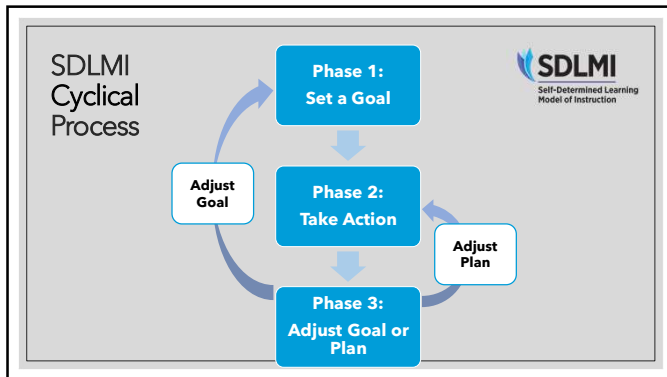 SDLMI
Cyclical
Process
Phase 1:
Set a Goal
SDLMI
Self-Determined Learning
Model of Instruction
Adjust
Goal
Phase 2:
Take Action
Adjust
Plan
Phase 3:
Adjust Goal or
Plan